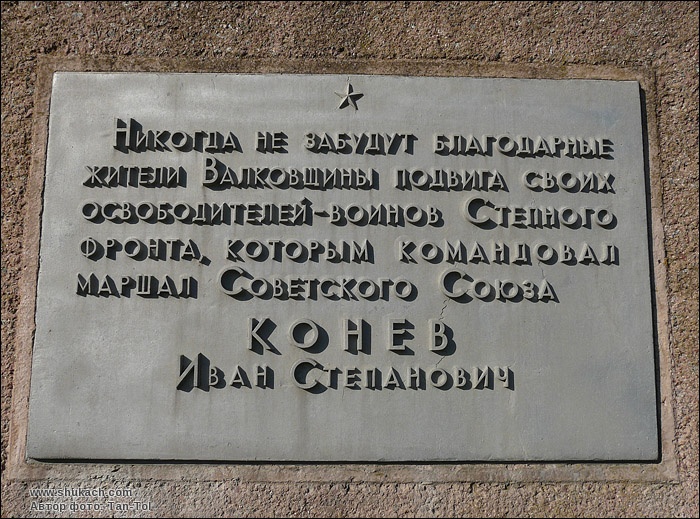 Никогда не забудут благодарные
жители Валковщины подвига своих
освободителей-воинов Степного
фронта, которым командовал
маршал Советского Союза
КОНЕВ
Иван Степанович
www.shukach.com
Автор фото: Tan-Tol